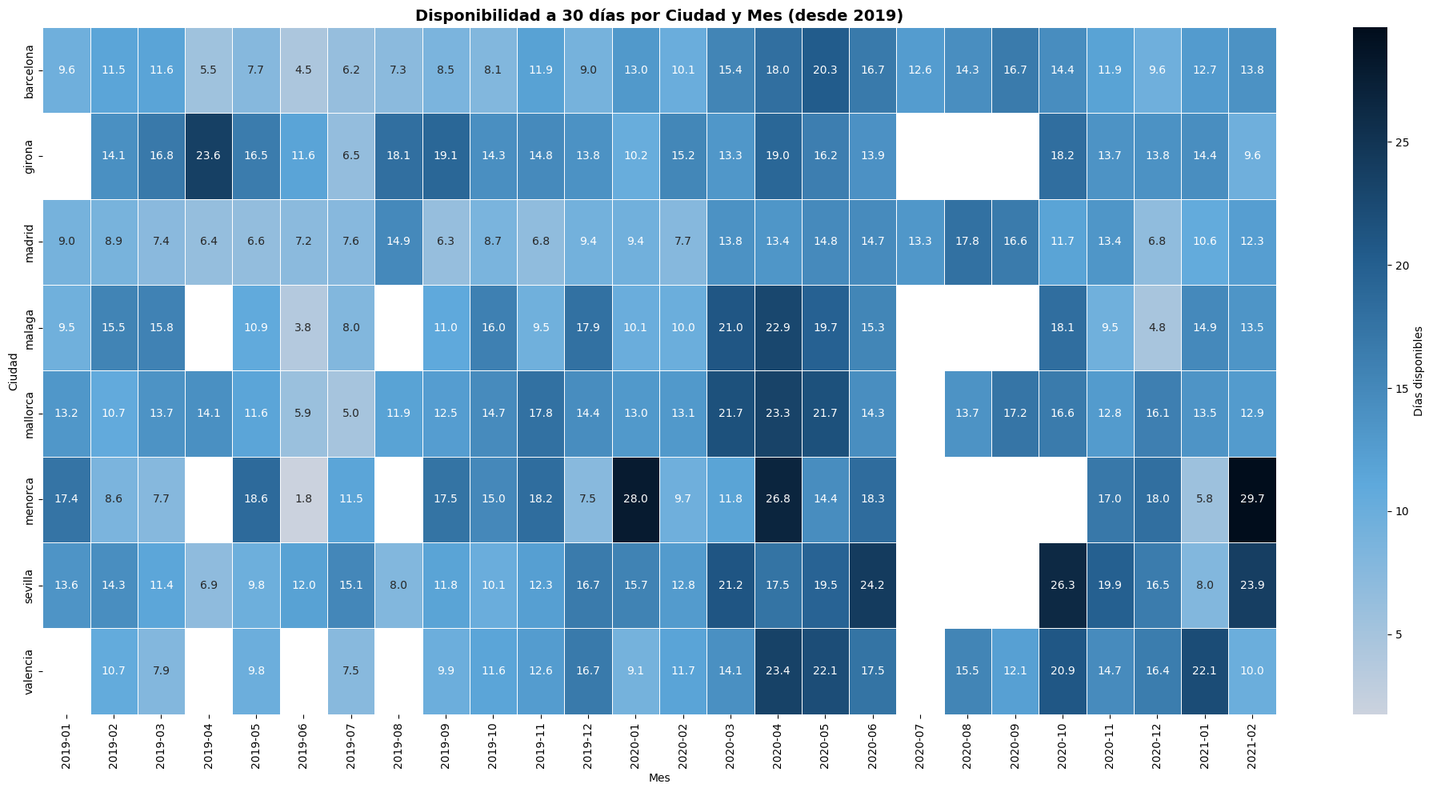 Disponibilidad a 30 días por Ciudad y Mes (desde 2019)
Ciudad
barcelona 9.6 11.5 11.6 5.5 7.7 4.5 6.2 7.3 8.5 8.1 11.9 9.0 13.0 10.1 15.4 18.0 20.3 16.7 12.6 14.3 16.7 14.4 11.9 9.6 12.7 13.8
girona 14.1 16.8 23.6 16.5 11.6 6.5 18.1 19.1 14.3 14.8 13.8 10.2 15.2 13.3 19.0 16.2 13.9 18.2 13.7 13.8 14.4 9.6
madrid 9.0 8.9 7.4 6.4 6.6 7.2 7.6 14.9 6.3 8.7 6.8 9.4 9.4 7.7 13.8 13.4 14.8 14.7 13.3 17.8 16.6 11.7 13.4 6.8 10.6 12.3
malaga 9.5 15.5 15.8 10.9 3.8 8.0 11.0 16.0 9.5 17.9 10.1 10.0 21.0 22.9 19.7 15.3 18.1 9.5 4.8 14.9 13.5
mallorca 13.2 10.7 13.7 14.1 11.6 5.9 5.0 11.9 12.5 14.7 17.8 14.4 13.0 13.1 21.7 23.3 21.7 14.3 13.7 17.2 16.6 12.8 16.1 13.5 12.9
menorca 17.4 8.6 7.7 18.6 1.8 11.5 17.5 15.0 18.2 7.5 28.0 9.7 11.8 26.8 14.4 18.3 17.0 18.0 5.8 29.7
sevilla 13.6 14.3 11.4 6.9 9.8 12.0 15.1 8.0 11.8 10.1 12.3 16.7 15.7 12.8 21.2 17.5 19.5 24.2 26.3 19.9 16.5 8.0 23.9
valencia 10.7 7.9 9.8 7.5 9.9 11.6 12.6 16.7 9.1 11.7 14.1 23.4 22.1 17.5 15.5 12.1 20.9 14.7 16.4 22.1 10.0
2019-01 2019-02 2019-03 2019-04 2019-05 2019-06 2019-07 2019-08 2019-09 2019-10 2019-11 2019-12 2020-01 2020-02 2020-03 2020-04 2020-05 2020-06 2020-07 2020-08 2020-09 2020-10 2020-11 2020-12 2021-01 2021-02
Mes
25
20
15
10
5
Días disponibles